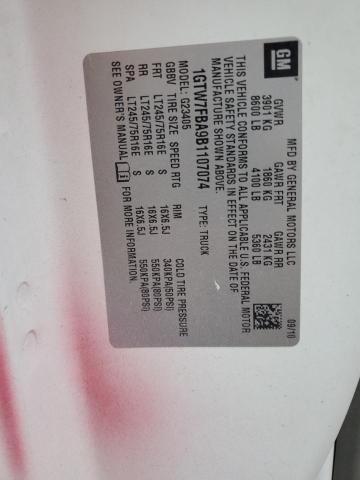 GM
MFD BY GENERAL MOTORS LLC
09/10
GVWR GAWR FRT GAWR RR
3901 KG 1860 KG 2431 KG
8600 LB 4100 LB 5360 LB
THIS VEHICLE CONFORMS TO ALL APPLICABLE U.S. FEDERAL MOTOR
VEHICLE SAFETY STANDARDS IN EFFECT ON THE DATE OF
MANUFACTURE SHOWN ABOVE.
1GTW7FBA9B1107074 TYPE: TRUCK
MODEL: G23405
GBBV TIRE SIZE SPEED RTG RIM COLD TIRE PRESSURE
FRT LT245/75R16E S 16X6.5J 340KPA(50PSI)
RR LT245/75R16E S 16X6.5J 550KPA(80PSI)
SPA LT245/75R16E S 16X6.5J 550KPA(80PSI)
SEE OWNER'S MANUAL FOR MORE INFORMATION.